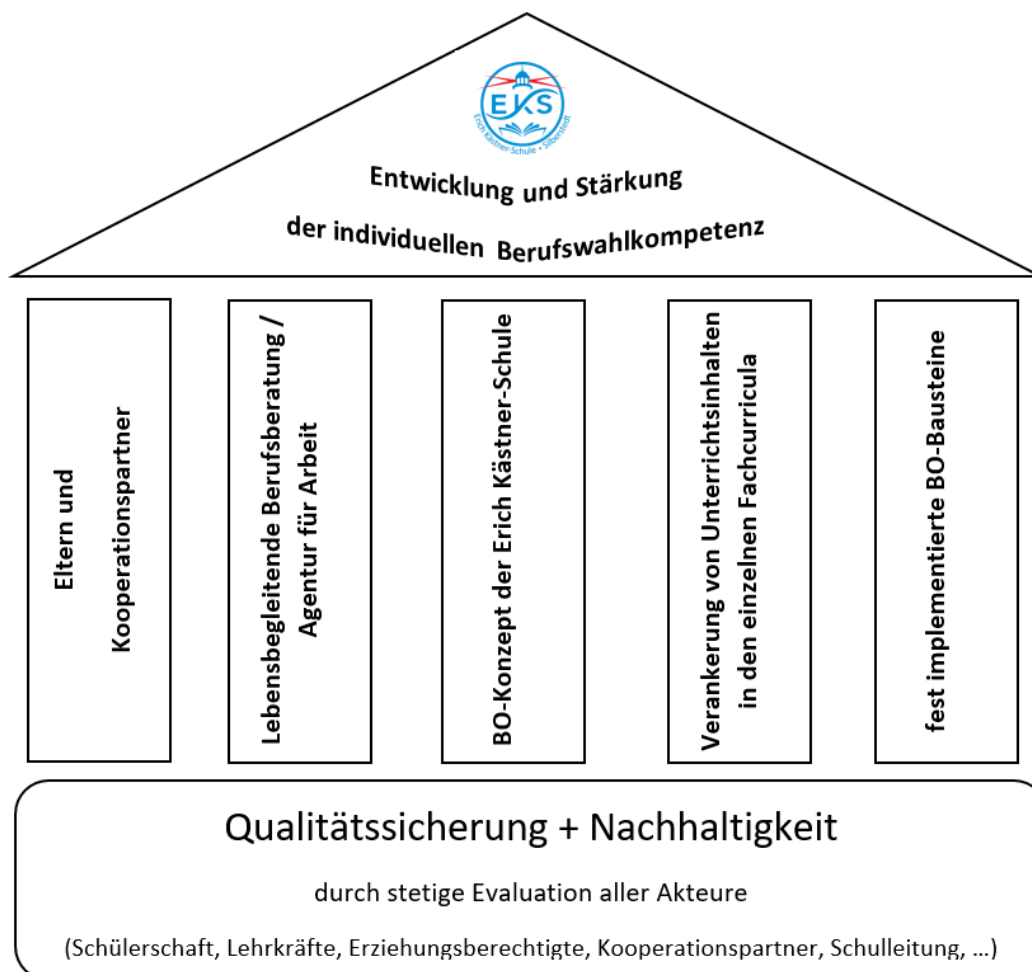 EKS
Erich Kästner-Schule • Silberstedt
Entwicklung und Stärkung
der individuellen Berufswahlkompetenz
Eltern und
Kooperationspartner
Lebensbegleitende Berufsberatung /
Agentur für Arbeit
BO-Konzept der Erich Kästner-Schule
Verankerung von Unterrichtsinhalten
in den einzelnen Fachcurricula
fest implementierte BO-Bausteine
Qualitätssicherung + Nachhaltigkeit
durch stetige Evaluation aller Akteure
(Schülerschaft, Lehrkräfte, Erziehungsberechtigte, Kooperationspartner, Schulleitung, ...)